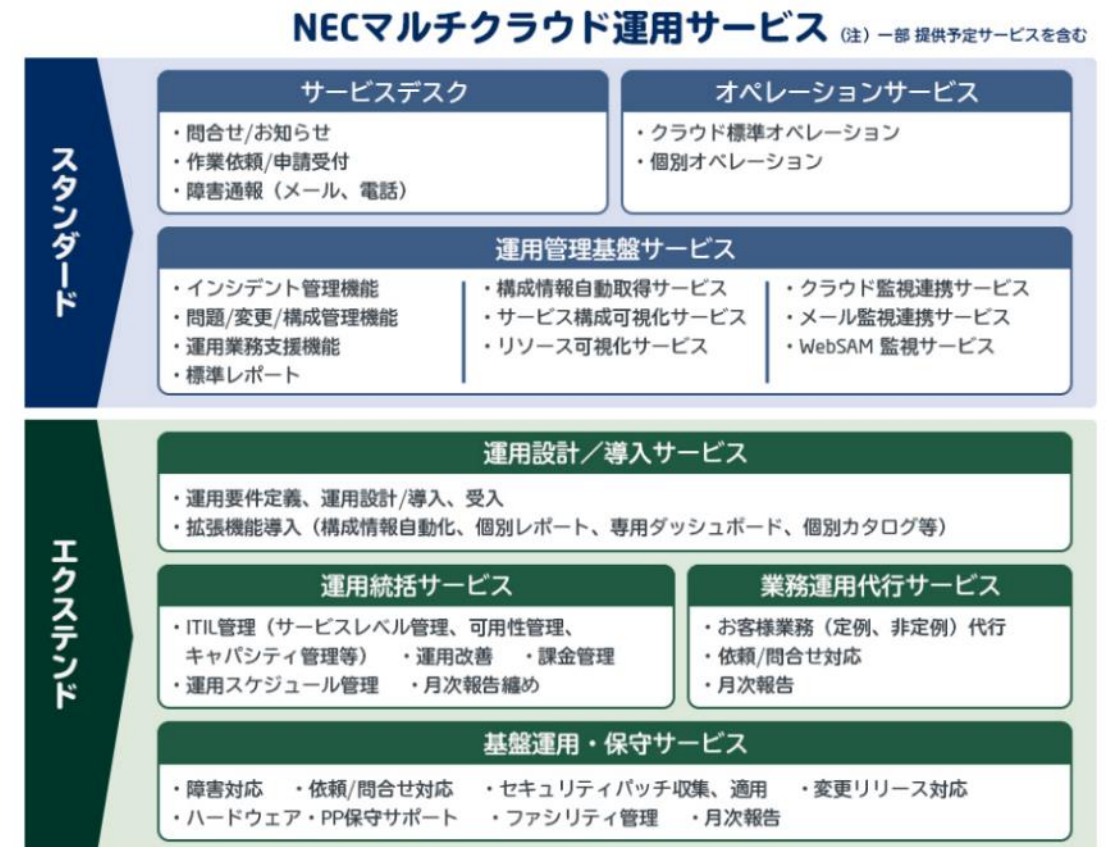 NECマルチクラウド運用サービス (注) 一部 提供予定サービスを含む
スタンダード
サービスデスク
・問合せ/お知らせ
・作業依頼/申請受付
・障害通報（メール、電話）
オペレーションサービス
・クラウド標準オペレーション
・個別オペレーション
運用管理基盤サービス
・インシデント管理機能
・問題/変更/構成管理機能
・運用業務支援機能
・標準レポート
・構成情報自動取得サービス
・サービス構成可視化サービス
・リソース可視化サービス
・クラウド監視連携サービス
・メール監視連携サービス
・WebSAM 監視サービス
エクステンド
運用設計／導入サービス
・運用要件定義、運用設計/導入、受入
・拡張機能導入（構成情報自動化、個別レポート、専用ダッシュボード、個別カタログ等）
運用統括サービス
・ITIL管理（サービスレベル管理、可用性管理、
キャパシティ管理等） ・運用改善 ・課金管理
・運用スケジュール管理 ・月次報告纏め
業務運用代行サービス
・お客様業務（定例、非定例）代行
・依頼/問合せ対応
・月次報告
基盤運用・保守サービス
・障害対応 ・依頼/問合せ対応 ・セキュリティパッチ収集、適用 ・変更リリース対応
・ハードウェア・PP保守サポート ・ファシリティ管理 ・月次報告